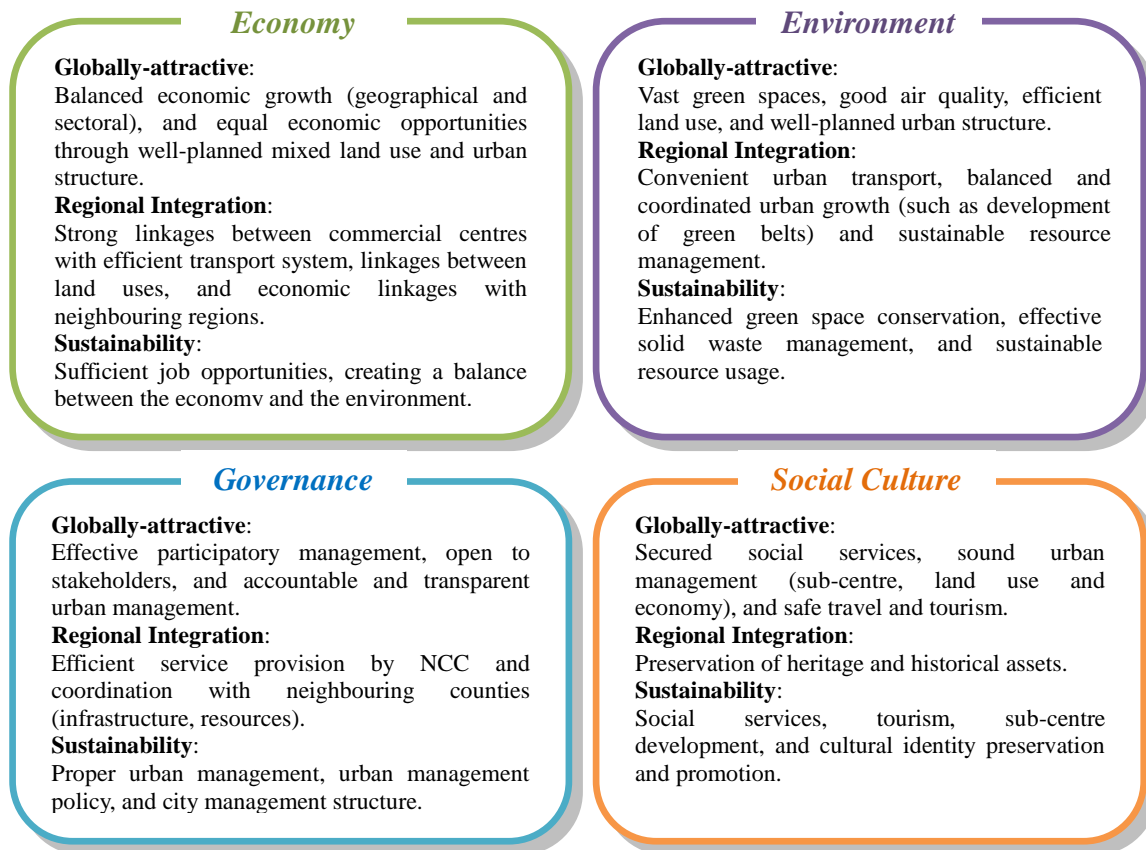 Economy
Globally-attractive:
Balanced economic growth (geographical and
sectoral), and equal economic opportunities
through well-planned mixed land use and urban
structure.
Regional Integration:
Strong linkages between commercial centres
with efficient transport system, linkages between
land uses, and economic linkages with
neighbouring regions.
Sustainability:
Sufficient job opportunities, creating a balance
between the economy and the environment.
Environment
Globally-attractive:
Vast green spaces, good air quality, efficient
land use, and well-planned urban structure.
Regional Integration:
Convenient urban transport, balanced and
coordinated urban growth (such as development
of green belts) and sustainable resource
management.
Sustainability:
Enhanced green space conservation, effective
solid waste management, and sustainable
resource usage.
Governance
Globally-attractive:
Effective participatory management, open to
stakeholders, and accountable and transparent
urban management.
Regional Integration:
Efficient service provision by NCC and
coordination with neighbouring counties
(infrastructure, resources).
Sustainability:
Proper urban management, urban management
policy, and city management structure.
Social Culture
Globally-attractive:
Secured social services, sound urban
management (sub-centre, land use and
economy), and safe travel and tourism.
Regional Integration:
Preservation of heritage and historical assets.
Sustainability:
Social services, tourism, sub-centre
development, and cultural identity preservation
and promotion.